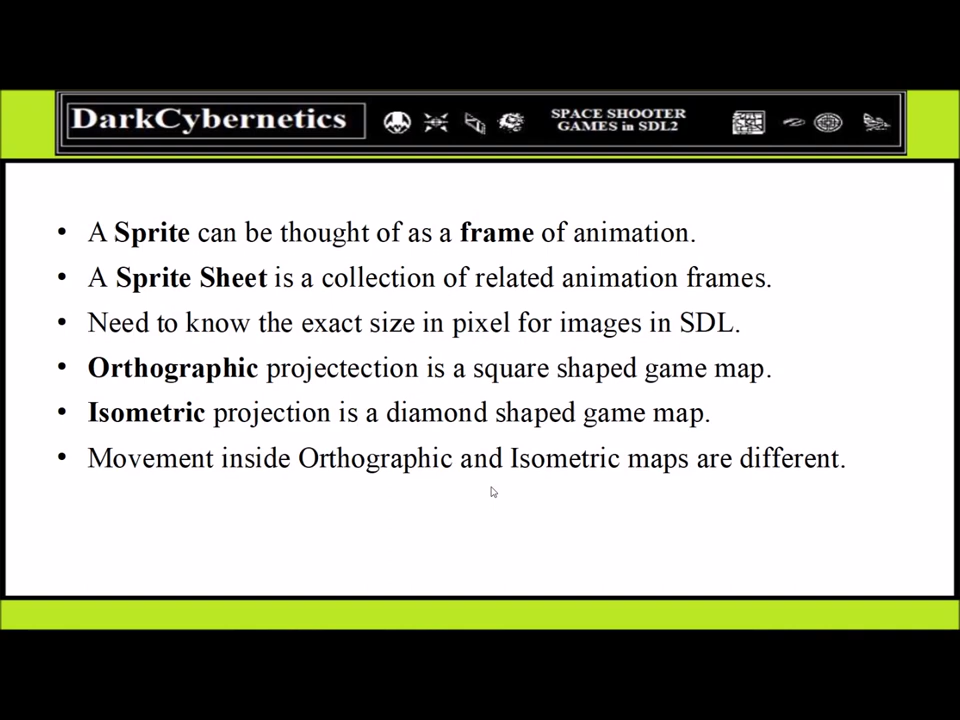 DarkCybernetics
SPACE SHOOTER
GAMES in SDL2
• A Sprite can be thought of as a frame of animation.
• A Sprite Sheet is a collection of related animation frames.
• Need to know the exact size in pixel for images in SDL.
• Orthographic projectection is a square shaped game map.
• Isometric projection is a diamond shaped game map.
• Movement inside Orthographic and Isometric maps are different.